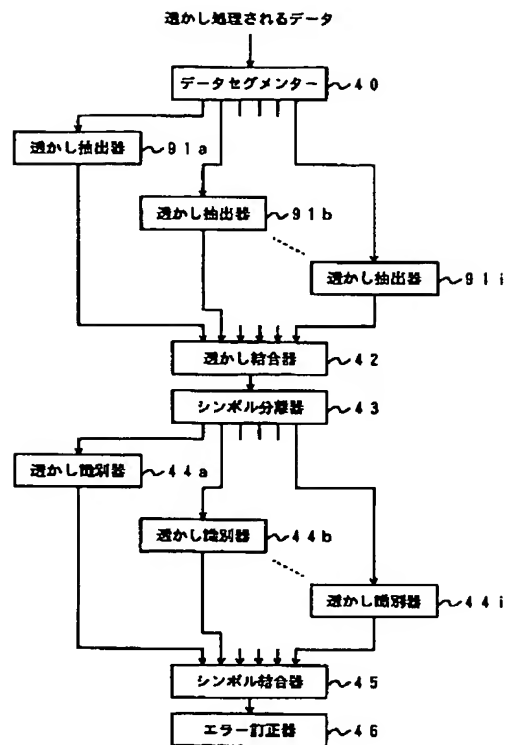 透かし処理されるデータ
データセグメンター 40
透かし抽出器 91a
透かし抽出器 91b
透かし抽出器 91i
透かし結合器 42
シンボル分離器 43
透かし識別器 44a
透かし識別器 44b
透かし識別器 44i
シンボル結合器 45
エラー訂正器 46